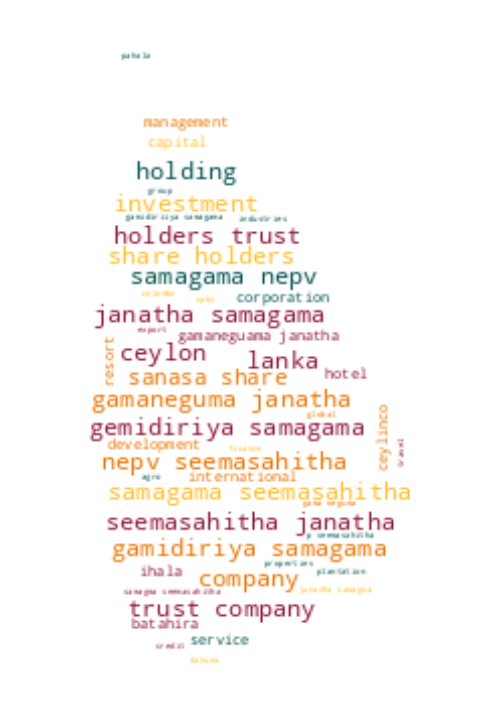 pahala
management
capital
holding
group
investment
gamidiriiya samagama industries
holders trust
share holders
samagama nepv
colombo epbs corporation
janatha samagama
export
gamaneguama janatha
resort ceylon lanka
sanasa share hotel
gamaneguma janatha
global
gemidiriya samagama
ceylinco
development finance travel
nepv seemasahitha
agro international
samagama seemasahitha
gama neguma
seemasahitha janatha
p seemasahitha
gamidiriya samagama
properties
ihala company plantation
samagma seemasahitha janatha samagma
trust company
batahira
credit service
dakuna